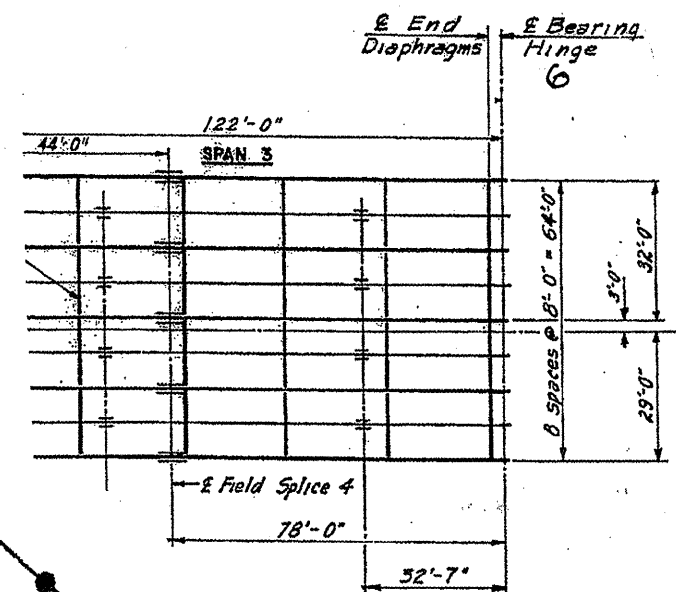 ℄ End
Diaphragms
℄ Bearing
Hinge
6
122'-0"
44'-0"
SPAN 3
8 spaces @ 8'-0" = 64'-0"
32'-0"
3'-0"
29'-0"
℄ Field Splice 4
78'-0"
32'-7"